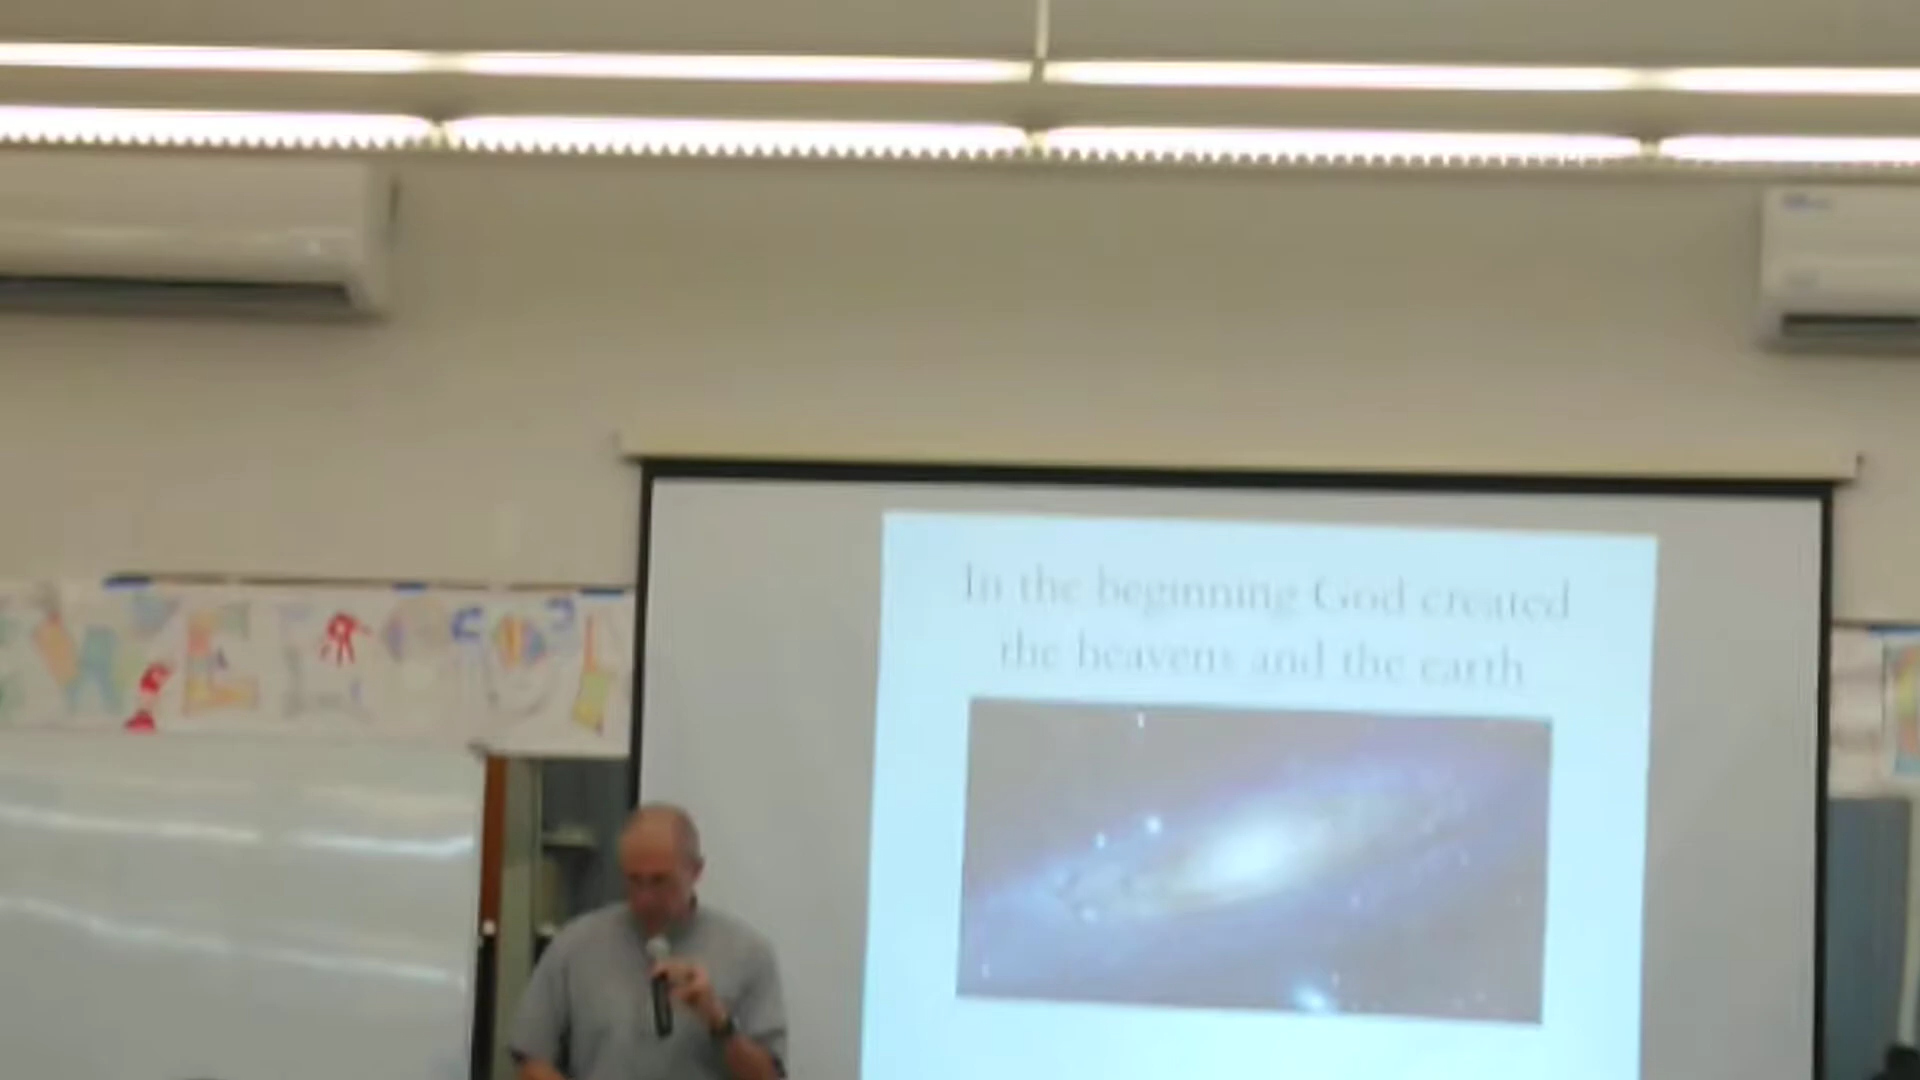 In the beginning God created
the heavens and the earth